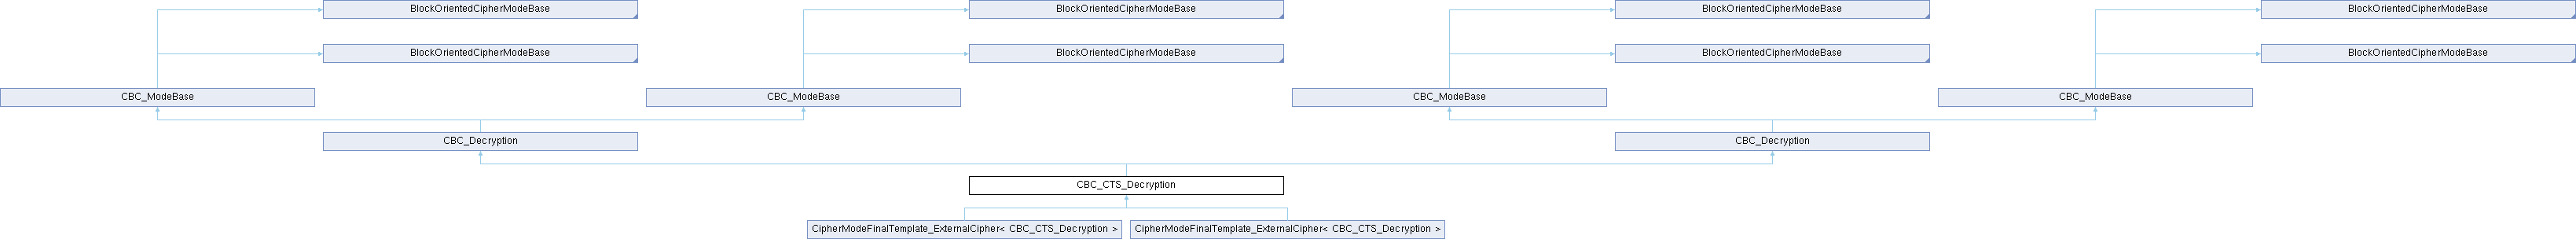 BlockOrientedCipherModeBase BlockOrientedCipherModeBase BlockOrientedCipherModeBase BlockOrientedCipherModeBase
BlockOrientedCipherModeBase BlockOrientedCipherModeBase BlockOrientedCipherModeBase BlockOrientedCipherModeBase
CBC_ModeBase CBC_ModeBase CBC_ModeBase CBC_ModeBase
CBC_Decryption CBC_Decryption
CBC_CTS_Decryption
CipherModeFinalTemplate_ExternalCipher< CBC_CTS_Decryption > CipherModeFinalTemplate_ExternalCipher< CBC_CTS_Decryption >